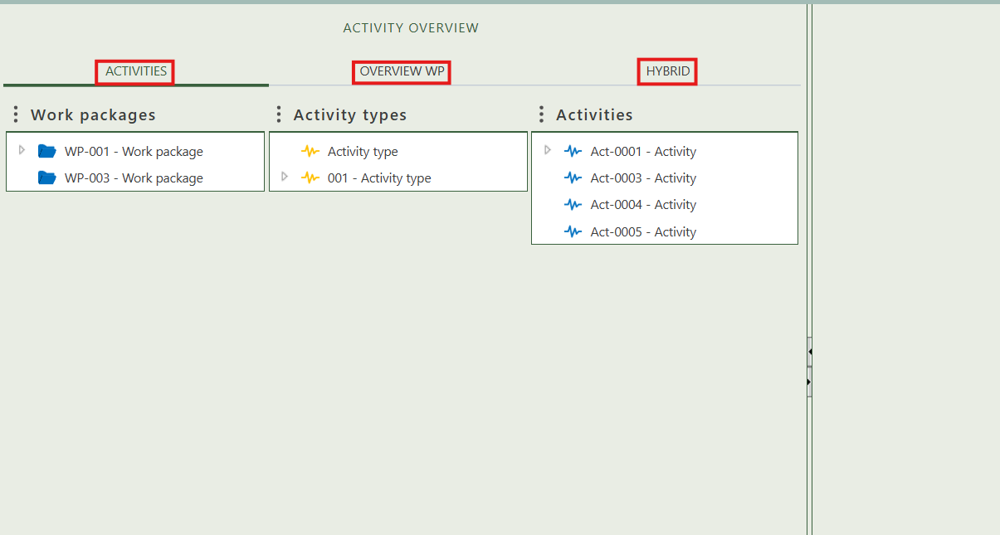 ACTIVITY OVERVIEW
ACTIVITIES
OVERVIEW WP
HYBRID
Work packages
WP-001 - Work package
WP-003 - Work package
Activity types
Activity type
001 - Activity type
Activities
Act-0001 - Activity
Act-0003 - Activity
Act-0004 - Activity
Act-0005 - Activity